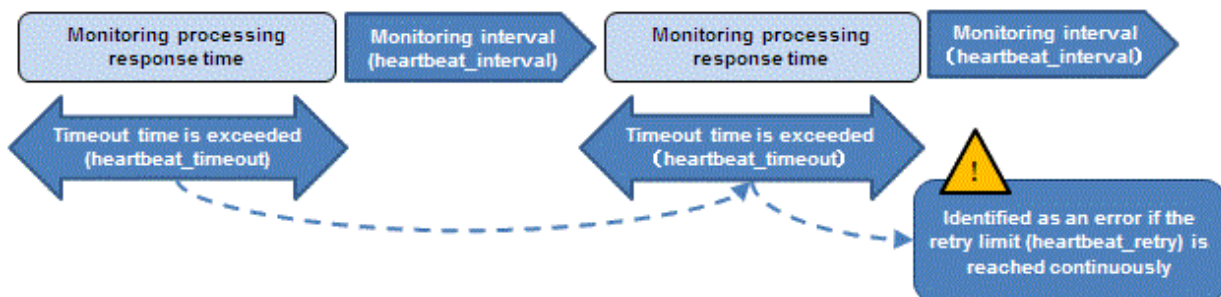 Monitoring processing
response time
Monitoring interval
(heartbeat_interval)
Monitoring processing
response time
Monitoring interval
(heartbeat_interval)
Timeout time is exceeded
(heartbeat_timeout)
Timeout time is exceeded
(heartbeat_timeout)
!
Identified as an error if the
retry limit (heartbeat_retry) is
reached continuously